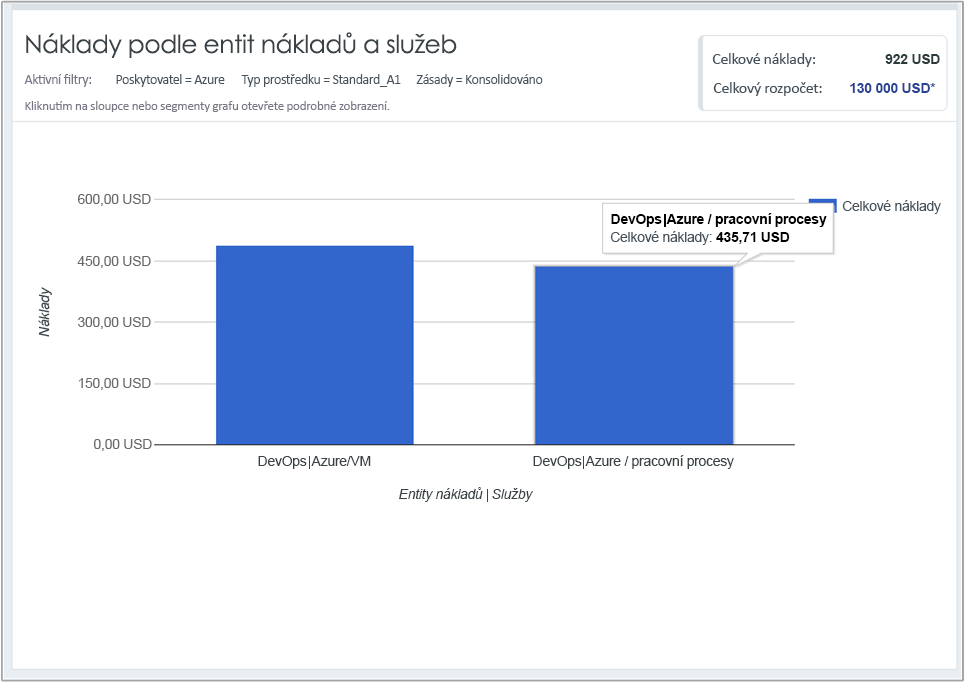 Náklady podle entit nákladů a služeb
Aktivní filtry: Poskytovatel = Azure Typ prostředku = Standard_A1 Zásady = Konsolidováno
Kliknutím na sloupce nebo segmenty grafu otevřete podrobné zobrazení.
Celkové náklady: 922 USD
Celkový rozpočet: 130 000 USD*
600,00 USD
450,00 USD
300,00 USD
150,00 USD
0,00 USD
Náklady
DevOps|Azure / pracovní procesy
Celkové náklady: 435,71 USD
Celkové náklady
DevOps|Azure/VM
DevOps|Azure / pracovní procesy
Entity nákladů | Služby